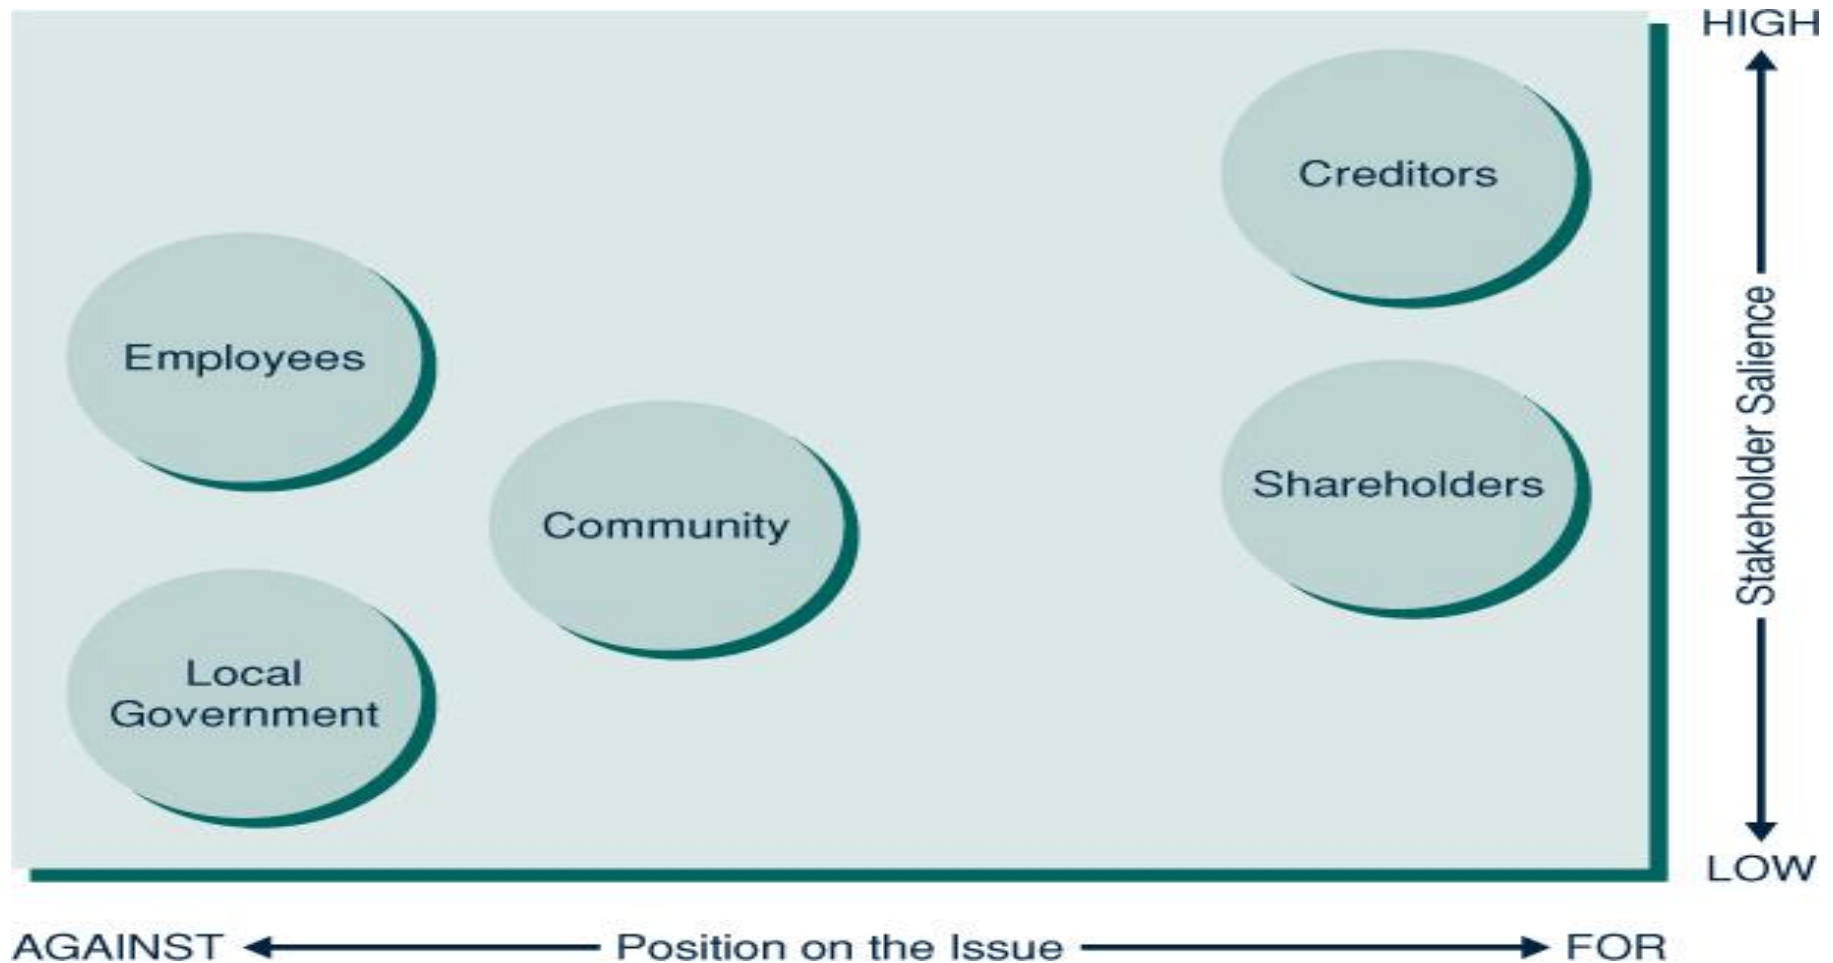 HIGH
Creditors
Employees
Shareholders
Community
Stakeholder Salience
Local
Government
LOW
AGAINST Position on the Issue FOR